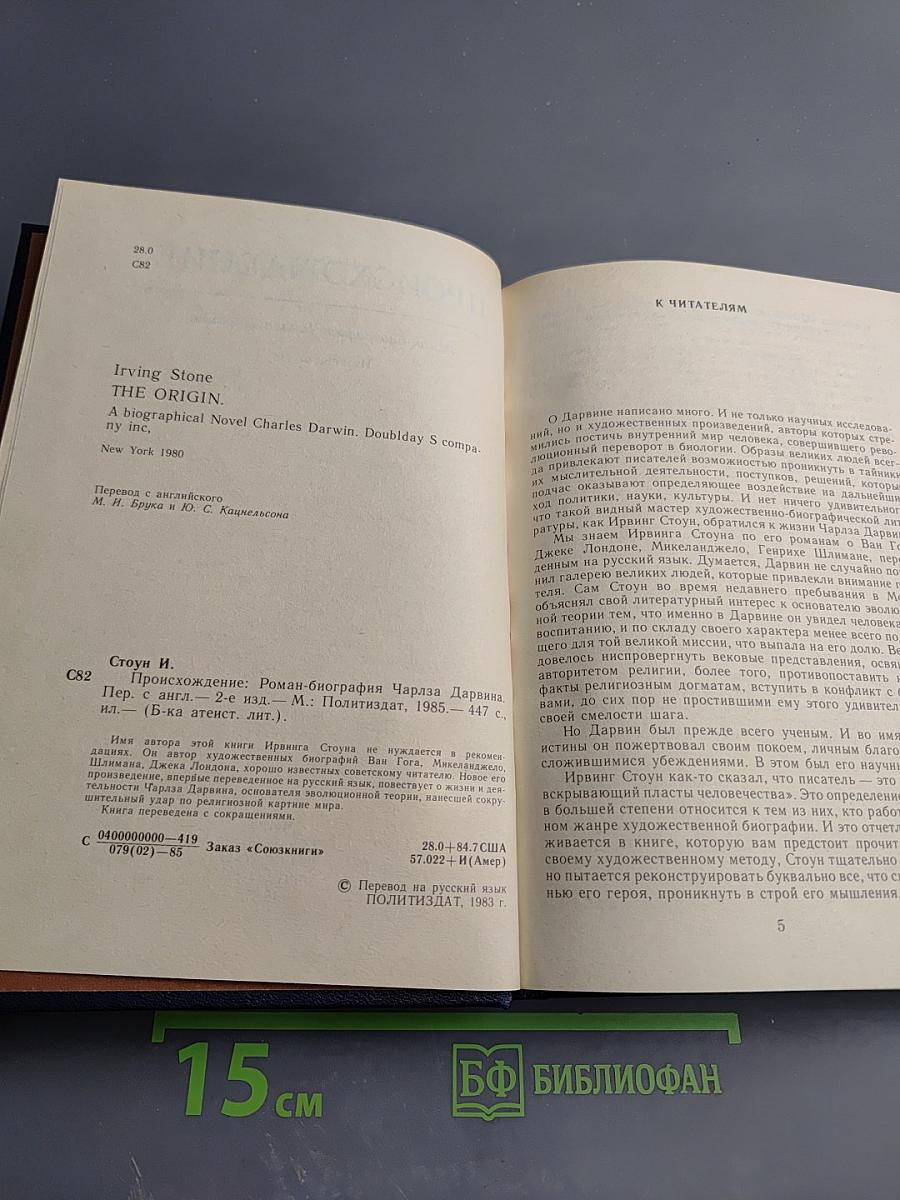 28.0
С82
Irving Stone
THE ORIGIN.
A biographical Novel Charles Darwin. Doublday S compa-
ny inc,
New York 1980
Перевод с английского
М. И. Брука и Ю. С. Кацнельсона
Стоун И.
С82 Происхождение: Роман-биография Чарлза Дарвина.
Пер. с англ.— 2-е изд.— М.: Политиздат, 1985.— 447 с.,
ил.— (Б-ка атеист. лит.).
Имя автора этой книги Ирвинга Стоуна не нуждается в рекомен-
дациях. Он автор художественных биографий Ван Гога, Микеланджело,
Шлимана, Джека Лондона, хорошо известных советскому читателю. Новое его
произведение, впервые переведенное на русский язык, повествует о жизни и дея-
тельности Чарлза Дарвина, основателя эволюционной теории, нанесшей сокру-
шительный удар по религиозной картине мира.
Книга переведена с сокращениями.
С 0400000000—419 Заказ «Союзкниги»
079(02)—85
28.0+84.7США
57.022+И(Амер)
© Перевод на русский язык
ПОЛИТИЗДАТ, 1983 г.
К ЧИТАТЕЛЯМ
О Дарвине написано много. И не только научных исследова-
ний, но и художественных произведений, авторы которых стре-
мились постичь внутренний мир человека, совершившего рево-
люционный переворот в биологии. Образы великих людей всег-
да привлекают писателей возможностью проникнуть в тайники
их мыслительной деятельности, поступков, решений, которы
подчас оказывают определяющее воздействие на дальнейши
ход политики, науки, культуры. И нет ничего удивительног
что такой видный мастер художественно-биографической лит
ратуры, как Ирвинг Стоун, обратился к жизни Чарлза Дарви
Мы знаем Ирвинга Стоуна по его романам о Ван Го
Джеке Лондоне, Микеланджело, Генрихе Шлимане, пере
денным на русский язык. Думается, Дарвин не случайно по
нил галерею великих людей, которые привлекли внимание п
теля. Сам Стоун во время недавнего пребывания в Мо
объяснял свой литературный интерес к основателю эволю
ной теории тем, что именно в Дарвине он увидел человека
воспитанию, и по складу своего характера менее всего по
щего для той великой миссии, что выпала на его долю. Ве
довелось ниспровергнуть вековые представления, освя
авторитетом религии, более того, противопоставить
факты религиозным догматам, вступить в конфликт с
вами, до сих пор не простившими ему этого удивител
своей смелости шага.
Но Дарвин был прежде всего ученым. И во имя
истины он пожертвовал своим покоем, личным благо
сложившимися убеждениями. В этом был его научны
Ирвинг Стоун как-то сказал, что писатель — это
вскрывающий пласты человечества». Это определение
в большей степени относится к тем из них, кто работ
ном жанре художественной биографии. И это отчетл
живается в книге, которую вам предстоит прочит
своему художественному методу, Стоун тщательно
но пытается реконструировать буквально все, что св
нью его героя, проникнуть в строй его мышления.
5
15 см
БФ БИБЛИОФАН